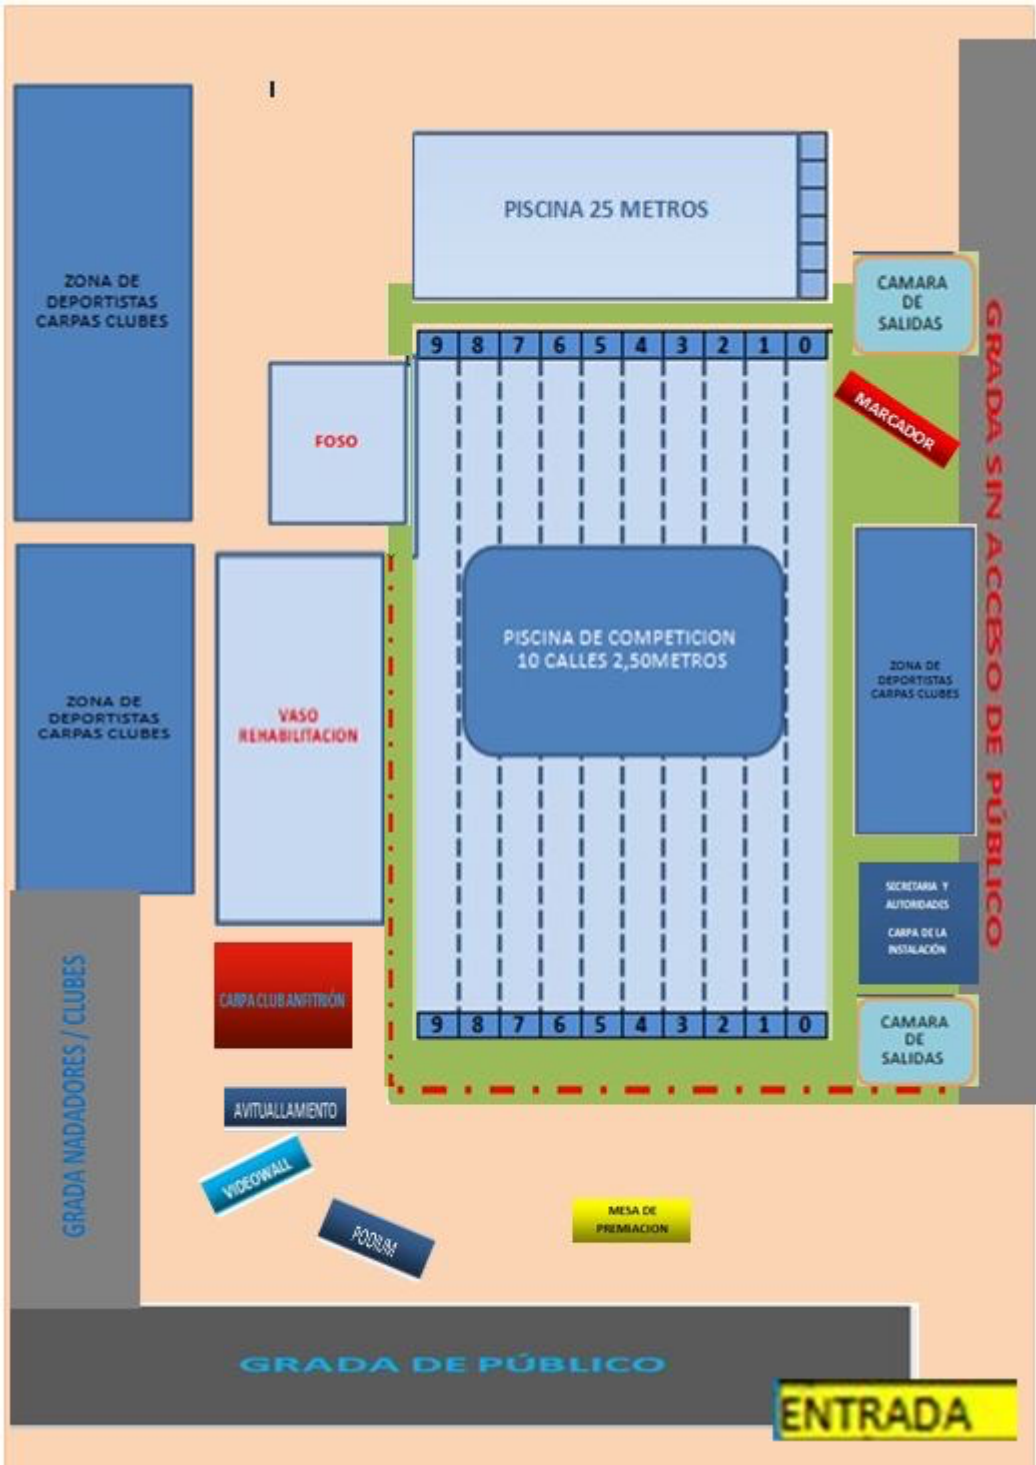 PISCINA 25 METROS
ZONA DE
DEPORTISTAS
CARPAS CLUBES
CAMARA
DE
SALIDAS
9 8 7 6 5 4 3 2 1 0
MARCADOR
FOSO
GRADA SIN ACCESO DE PÚBLICO
PISCINA DE COMPETICION
10 CALLES 2,50METROS
ZONA DE
DEPORTISTAS
CARPAS CLUBES
ZONA DE
DEPORTISTAS
CARPAS CLUBES
VASO
REHABILITACION
SECRETARIA Y
AUTORIDADES
CARPA DE LA
INSTALACIÓN
CARPA CLUB ANFITRIÓN
9 8 7 6 5 4 3 2 1 0
CAMARA
DE
SALIDAS
GRADA NADADORES / CLUBES
AVITUALLAMIENTO
VIDEOWALL
PODIUM
MESA DE
PREMIACION
GRADA DE PÚBLICO
ENTRADA